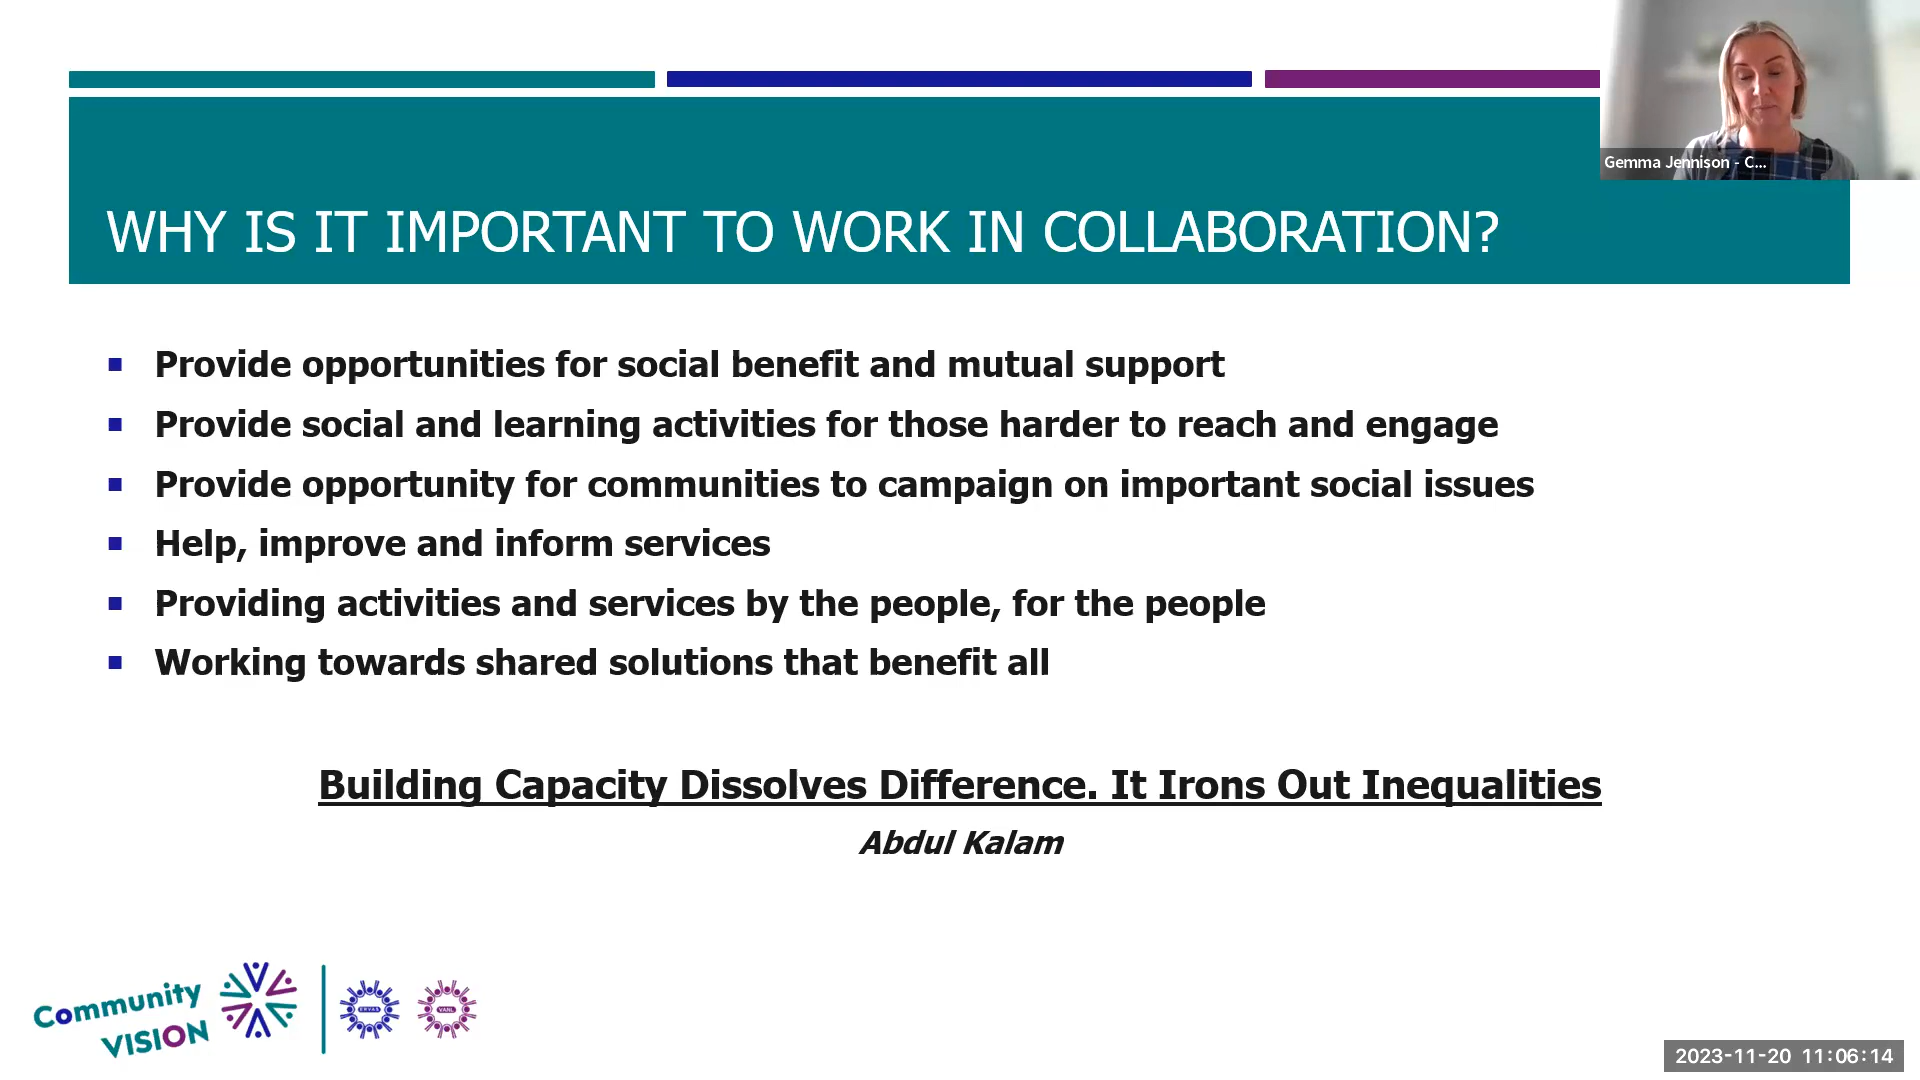 Gemma Jennison - C...
WHY IS IT IMPORTANT TO WORK IN COLLABORATION?
Provide opportunities for social benefit and mutual support
Provide social and learning activities for those harder to reach and engage
Provide opportunity for communities to campaign on important social issues
Help, improve and inform services
Providing activities and services by the people, for the people
Working towards shared solutions that benefit all
Building Capacity Dissolves Difference. It Irons Out Inequalities
Abdul Kalam
Community
VISION
ERVAS
VANL
2023-11-20 11:06:14